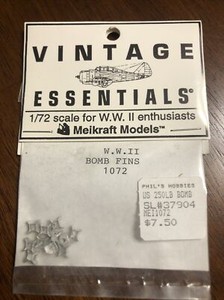 VINTAGE
ESSENTIALS®
1/72 scale for W.W. II enthusiasts
Meikraft Models™
W.W.II
BOMB FINS
1072
PHIL'S HOBBIES
US 250LB BOMB
SL#37904
MEI1072
$7.50